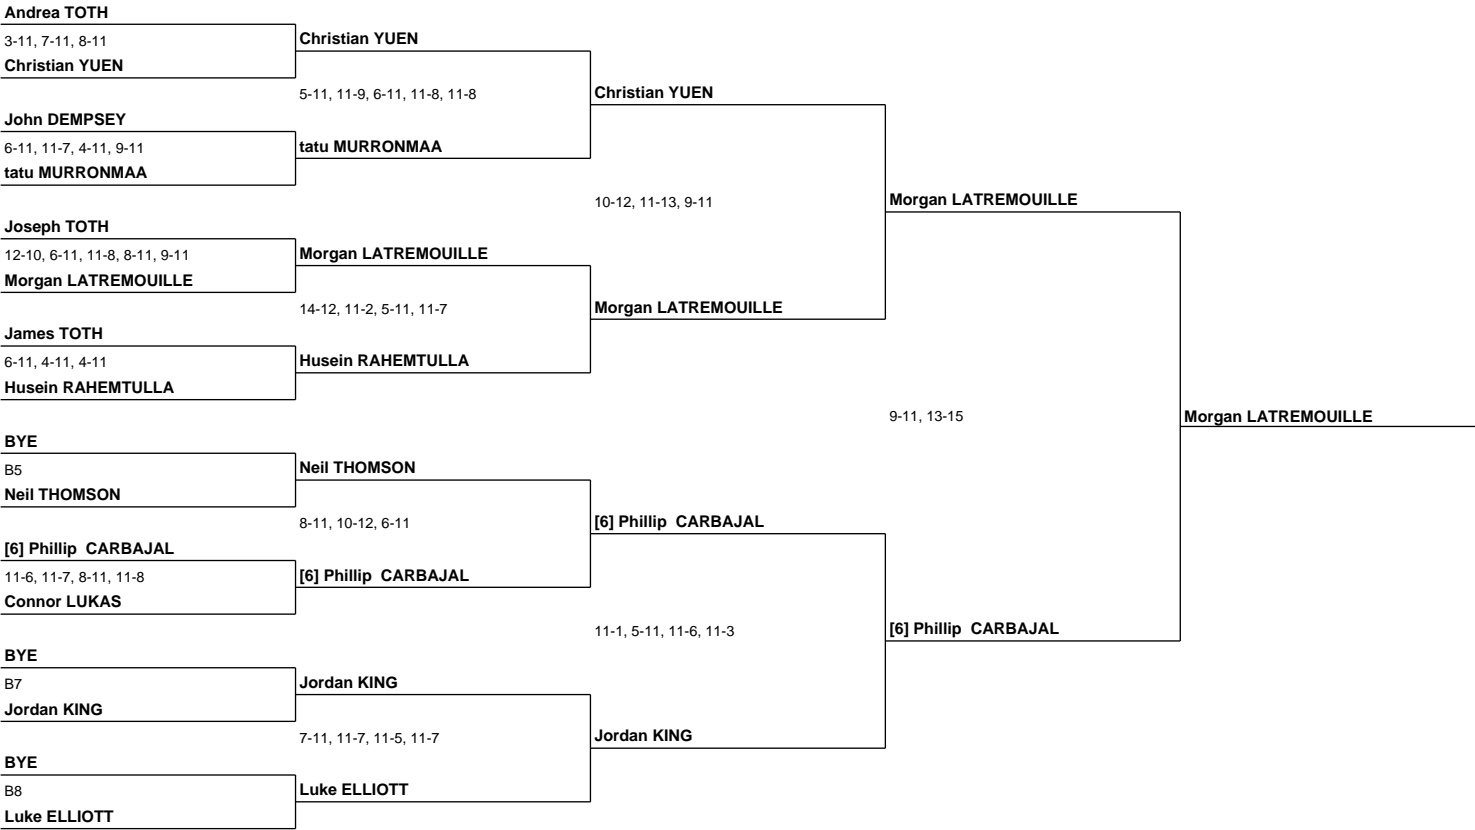 Andrea TOTH
3-11, 7-11, 8-11
Christian YUEN
Christian YUEN
5-11, 11-9, 6-11, 11-8, 11-8
Christian YUEN
John DEMPSEY
6-11, 11-7, 4-11, 9-11
tatu MURRONMAA
tatu MURRONMAA
10-12, 11-13, 9-11
Morgan LATREMOUILLE
Joseph TOTH
12-10, 6-11, 11-8, 8-11, 9-11
Morgan LATREMOUILLE
Morgan LATREMOUILLE
14-12, 11-2, 5-11, 11-7
Morgan LATREMOUILLE
James TOTH
6-11, 4-11, 4-11
Husein RAHEMTULLA
Husein RAHEMTULLA
9-11, 13-15
Morgan LATREMOUILLE
BYE
B5
Neil THOMSON
Neil THOMSON
8-11, 10-12, 6-11
[6] Phillip  CARBAJAL
[6] Phillip  CARBAJAL
11-6, 11-7, 8-11, 11-8
Connor LUKAS
[6] Phillip  CARBAJAL
11-1, 5-11, 11-6, 11-3
[6] Phillip  CARBAJAL
BYE
B7
Jordan KING
Jordan KING
7-11, 11-7, 11-5, 11-7
Jordan KING
BYE
B8
Luke ELLIOTT
Luke ELLIOTT